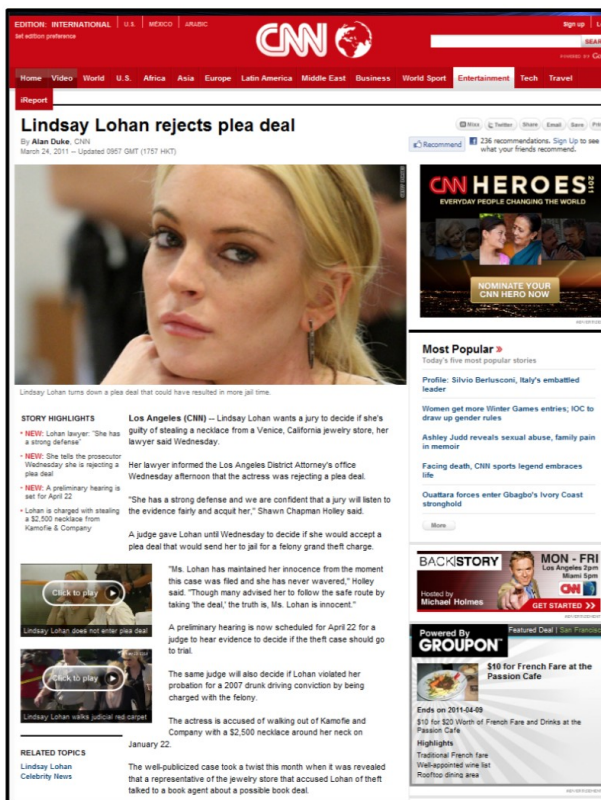 EDITION: INTERNATIONAL U.S. MÉXICO ARABIC
Set edition preference
CNN
Sign up
SEAR
POWERED BY Go
Home Video World U.S. Africa Asia Europe Latin America Middle East Business World Sport Entertainment Tech Travel
iReport
Lindsay Lohan rejects plea deal
By Alan Duke, CNN
March 24, 2011 -- Updated 0957 GMT (1757 HKT)
Mixx Twitter Share Email Save Prin
Recommend
236 recommendations. Sign Up to see
what your friends recommend.
Lindsay Lohan turns down a plea deal that could have resulted in more jail time.
STORY HIGHLIGHTS
NEW: Lohan lawyer: "She has
a strong defense"
NEW: She tells the prosecutor
Wednesday she is rejecting a
plea deal
NEW: A preliminary hearing is
set for April 22
Lohan is charged with stealing
a $2,500 necklace from
Kamofie & Company
Click to play
Lindsay Lohan does not enter plea deal
Click to play
Lindsay Lohan walks judicial red carpet
RELATED TOPICS
Lindsay Lohan
Celebrity News
Los Angeles (CNN) -- Lindsay Lohan wants a jury to decide if she's
guilty of stealing a necklace from a Venice, California jewelry store, her
lawyer said Wednesday.
Her lawyer informed the Los Angeles District Attorney's office
Wednesday afternoon that the actress was rejecting a plea deal.
"She has a strong defense and we are confident that a jury will listen to
the evidence fairly and acquit her," Shawn Chapman Holley said.
A judge gave Lohan until Wednesday to decide if she would accept a
plea deal that would send her to jail for a felony grand theft charge.
"Ms. Lohan has maintained her innocence from the moment
this case was filed and she has never wavered," Holley
said. "Though many advised her to follow the safe route by
taking 'the deal,' the truth is, Ms. Lohan is innocent."
A preliminary hearing is now scheduled for April 22 for a
judge to hear evidence to decide if the theft case should go
to trial.
The same judge will also decide if Lohan violated her
probation for a 2007 drunk driving conviction by being
charged with the felony.
The actress is accused of walking out of Kamofie and
Company with a $2,500 necklace around her neck on
January 22.
The well-publicized case took a twist this month when it was revealed
that a representative of the jewelry store that accused Lohan of theft
talked to a book agent about a possible book deal.
CNN HEROES 2011
EVERYDAY PEOPLE CHANGING THE WORLD
NOMINATE YOUR
CNN HERO NOW
Most Popular »
Today's five most popular stories
Profile: Silvio Berlusconi, Italy's embattled
leader
Women get more Winter Games entries; IOC to
draw up gender rules
Ashley Judd reveals sexual abuse, family pain
in memoir
Facing death, CNN sports legend embraces
life
Ouattara forces enter Gbagbo's Ivory Coast
stronghold
More
BACK|STORY
Hosted by
Michael Holmes
MON - FRI
Los Angeles 2pm
Miami 5pm
CNN
GET STARTED >>
Powered By
GROUPON
Featured Deal | San Francisc
$10 for French Fare at the
Passion Cafe
Ends on 2011-04-09
$10 for $20 Worth of French Fare and Drinks at the
Passion Cafe
Highlights
Traditional French fare
Well-appointed wine list
Rooftop dining area